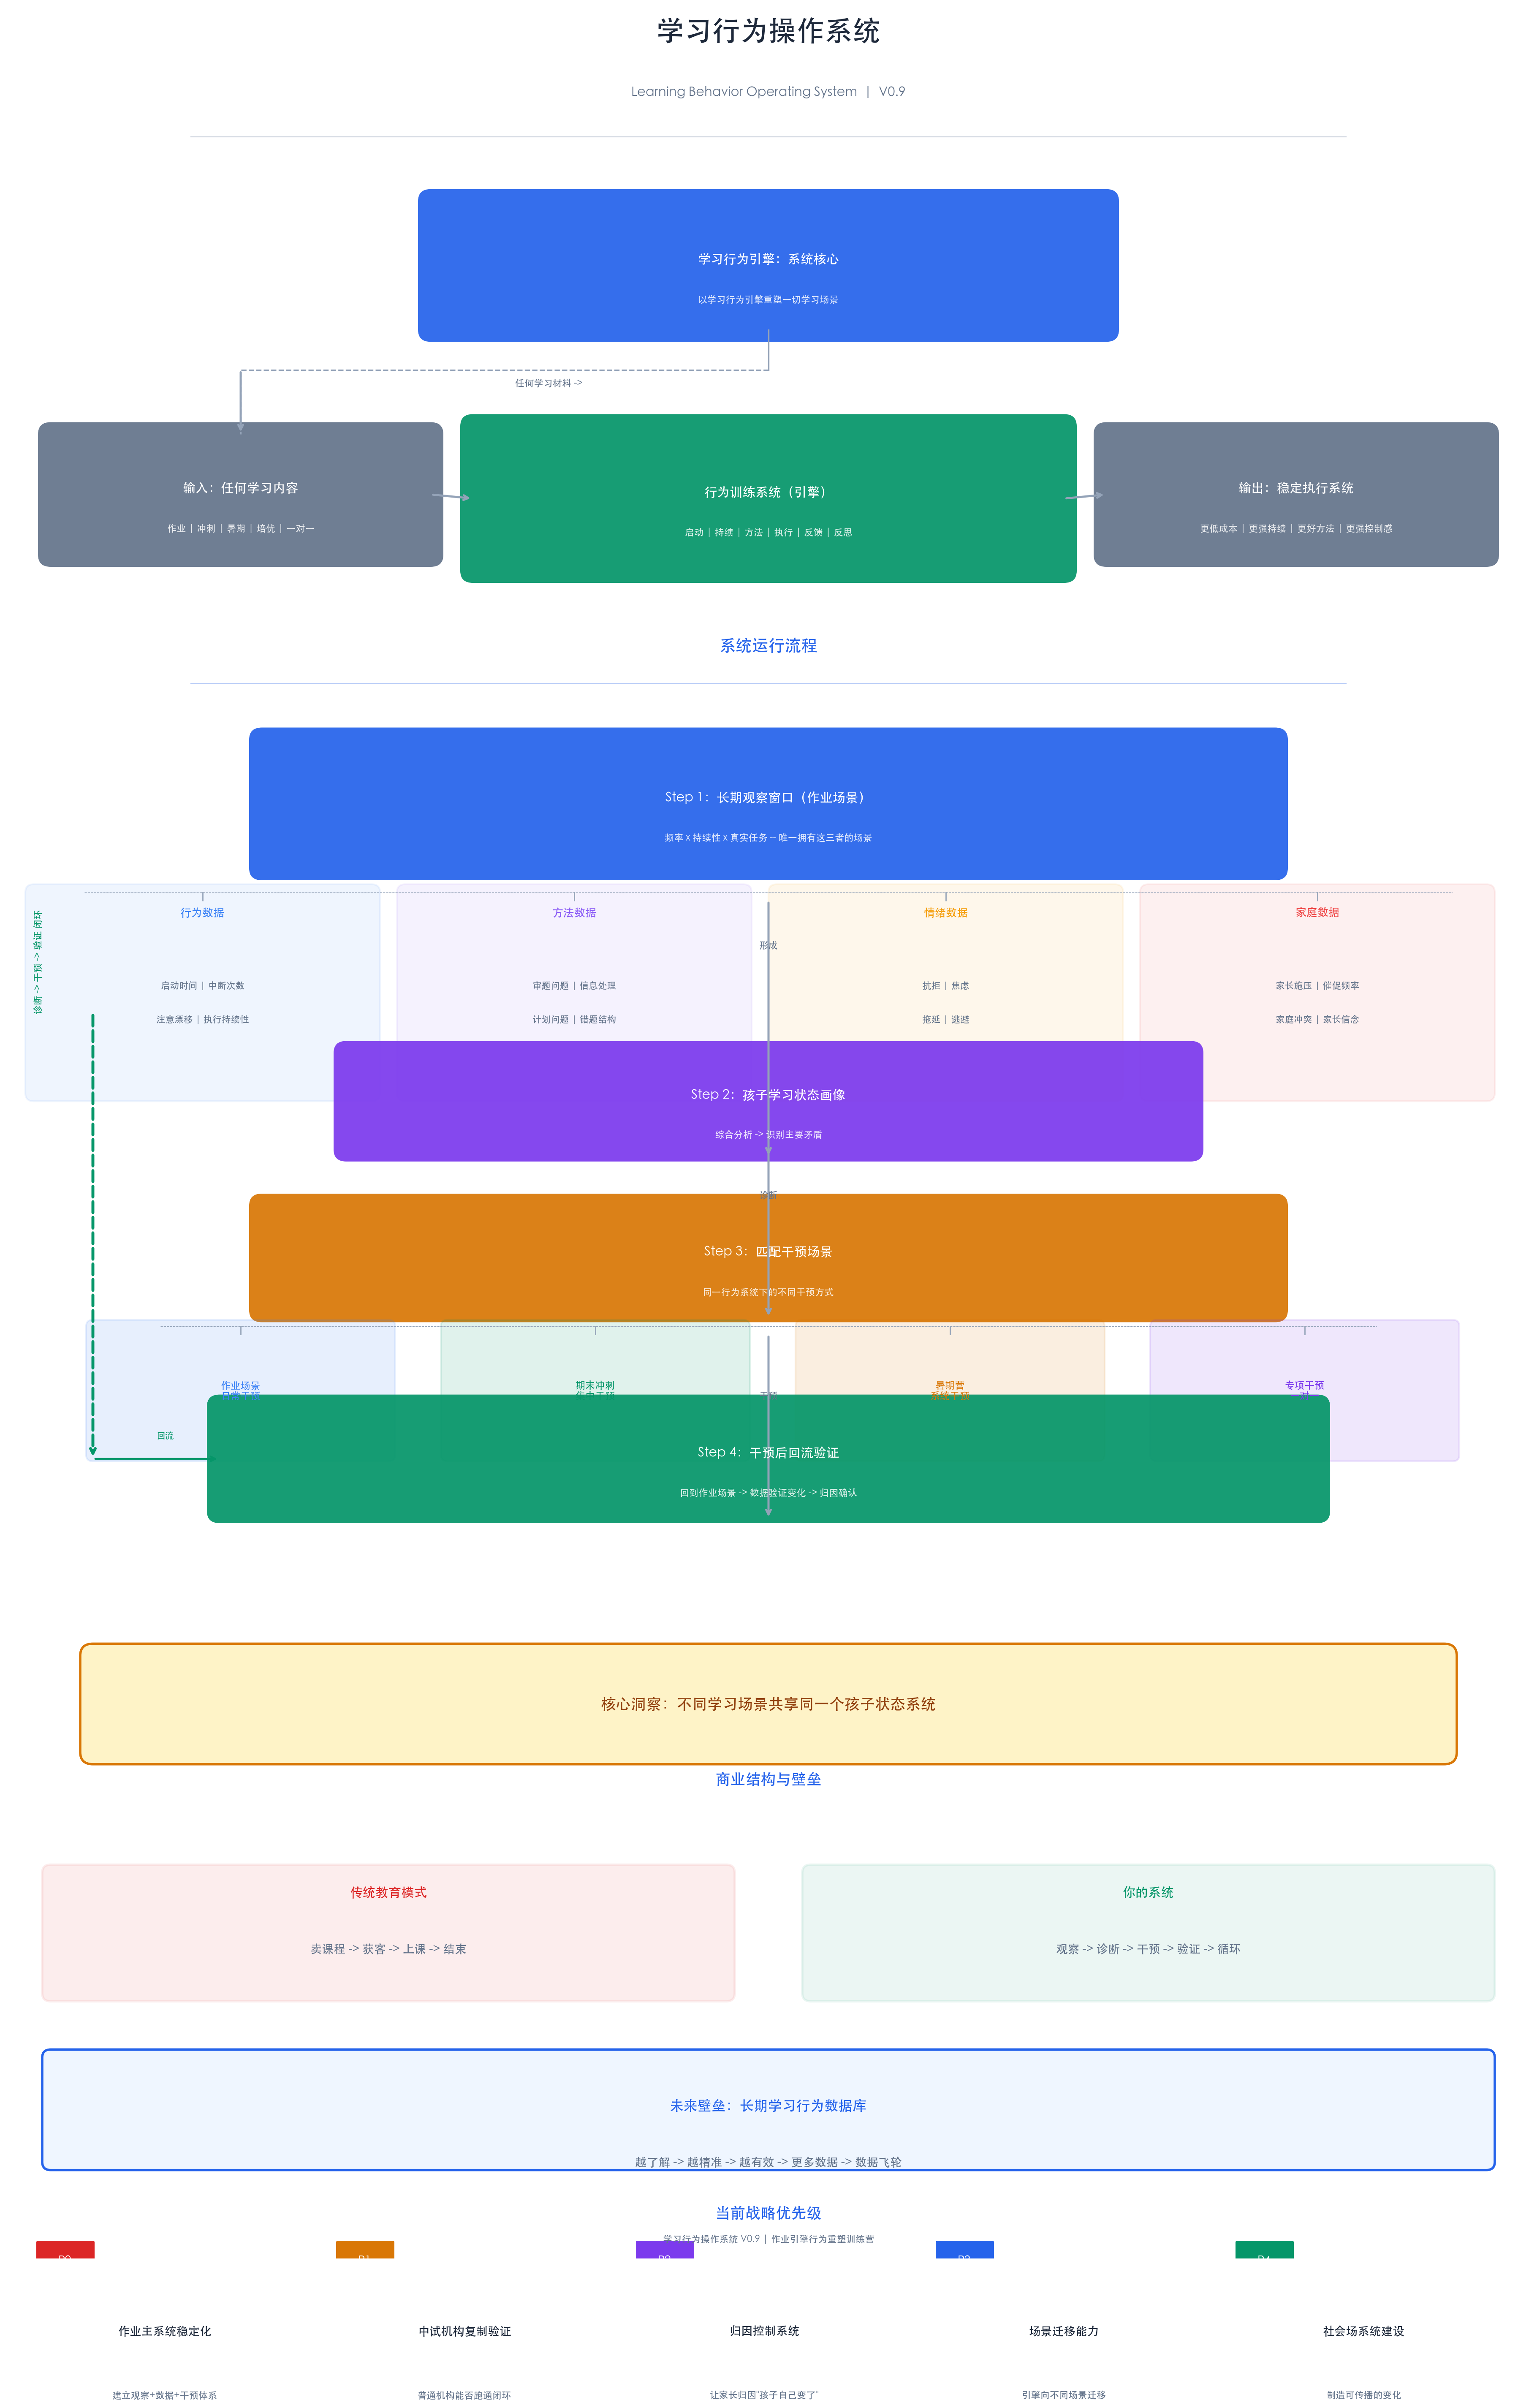 学习行为操作系统
Learning Behavior Operating System | V0.9
学习行为引擎：系统核心
以学习行为引擎重塑一切学习场景
任何学习材料 ->
输入：任何学习内容
作业 | 冲刺 | 暑期 | 培优 | 一对一
行为训练系统（引擎）
启动 | 持续 | 方法 | 执行 | 反馈 | 反思
输出：稳定执行系统
更低成本 | 更强持续 | 更好方法 | 更强控制感
系统运行流程
Step 1：长期观察窗口（作业场景）
频率 x 持续性 x 真实任务 -- 唯一拥有这三者的场景
诊断 -> 干预 -> 验证 闭环
行为数据
启动时间 | 中断次数
注意漂移 | 执行持续性
方法数据
审题问题 | 信息处理
计划问题 | 错题结构
形成
情绪数据
抗拒 | 焦虑
拖延 | 逃避
家庭数据
家长施压 | 催促频率
家庭冲突 | 家长信念
Step 2：孩子学习状态画像
综合分析 -> 识别主要矛盾
诊断
Step 3：匹配干预场景
同一行为系统下的不同干预方式
作业场景
期末冲刺
暑期营
专项干预
回流
Step 4：干预后回流验证
回到作业场景 -> 数据验证变化 -> 归因确认
核心洞察：不同学习场景共享同一个孩子状态系统
商业结构与壁垒
传统教育模式
卖课程 -> 获客 -> 上课 -> 结束
你的系统
观察 -> 诊断 -> 干预 -> 验证 -> 循环
未来壁垒：长期学习行为数据库
越了解 -> 越精准 -> 越有效 -> 更多数据 -> 数据飞轮
当前战略优先级
学习行为操作系统 V0.9 | 作业引擎行为重塑训练营
作业主系统稳定化
建立观察+数据+干预体系
中试机构复制验证
普通机构能否跑通闭环
归因控制系统
让家长归因"孩子自己变了"
场景迁移能力
引擎向不同场景迁移
社会场系统建设
制造可传播的变化